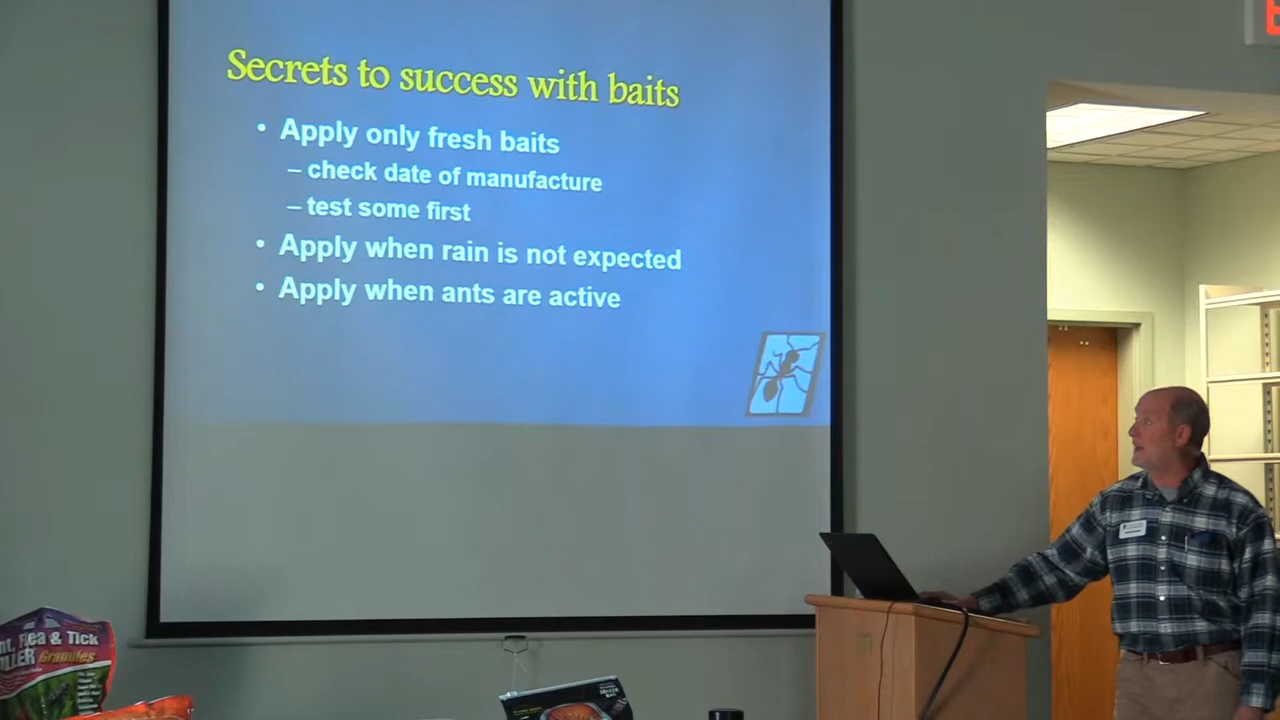 Secrets to success with baits
• Apply only fresh baits
– check date of manufacture
– test some first
• Apply when rain is not expected
• Apply when ants are active
Flea & Tick
Granules